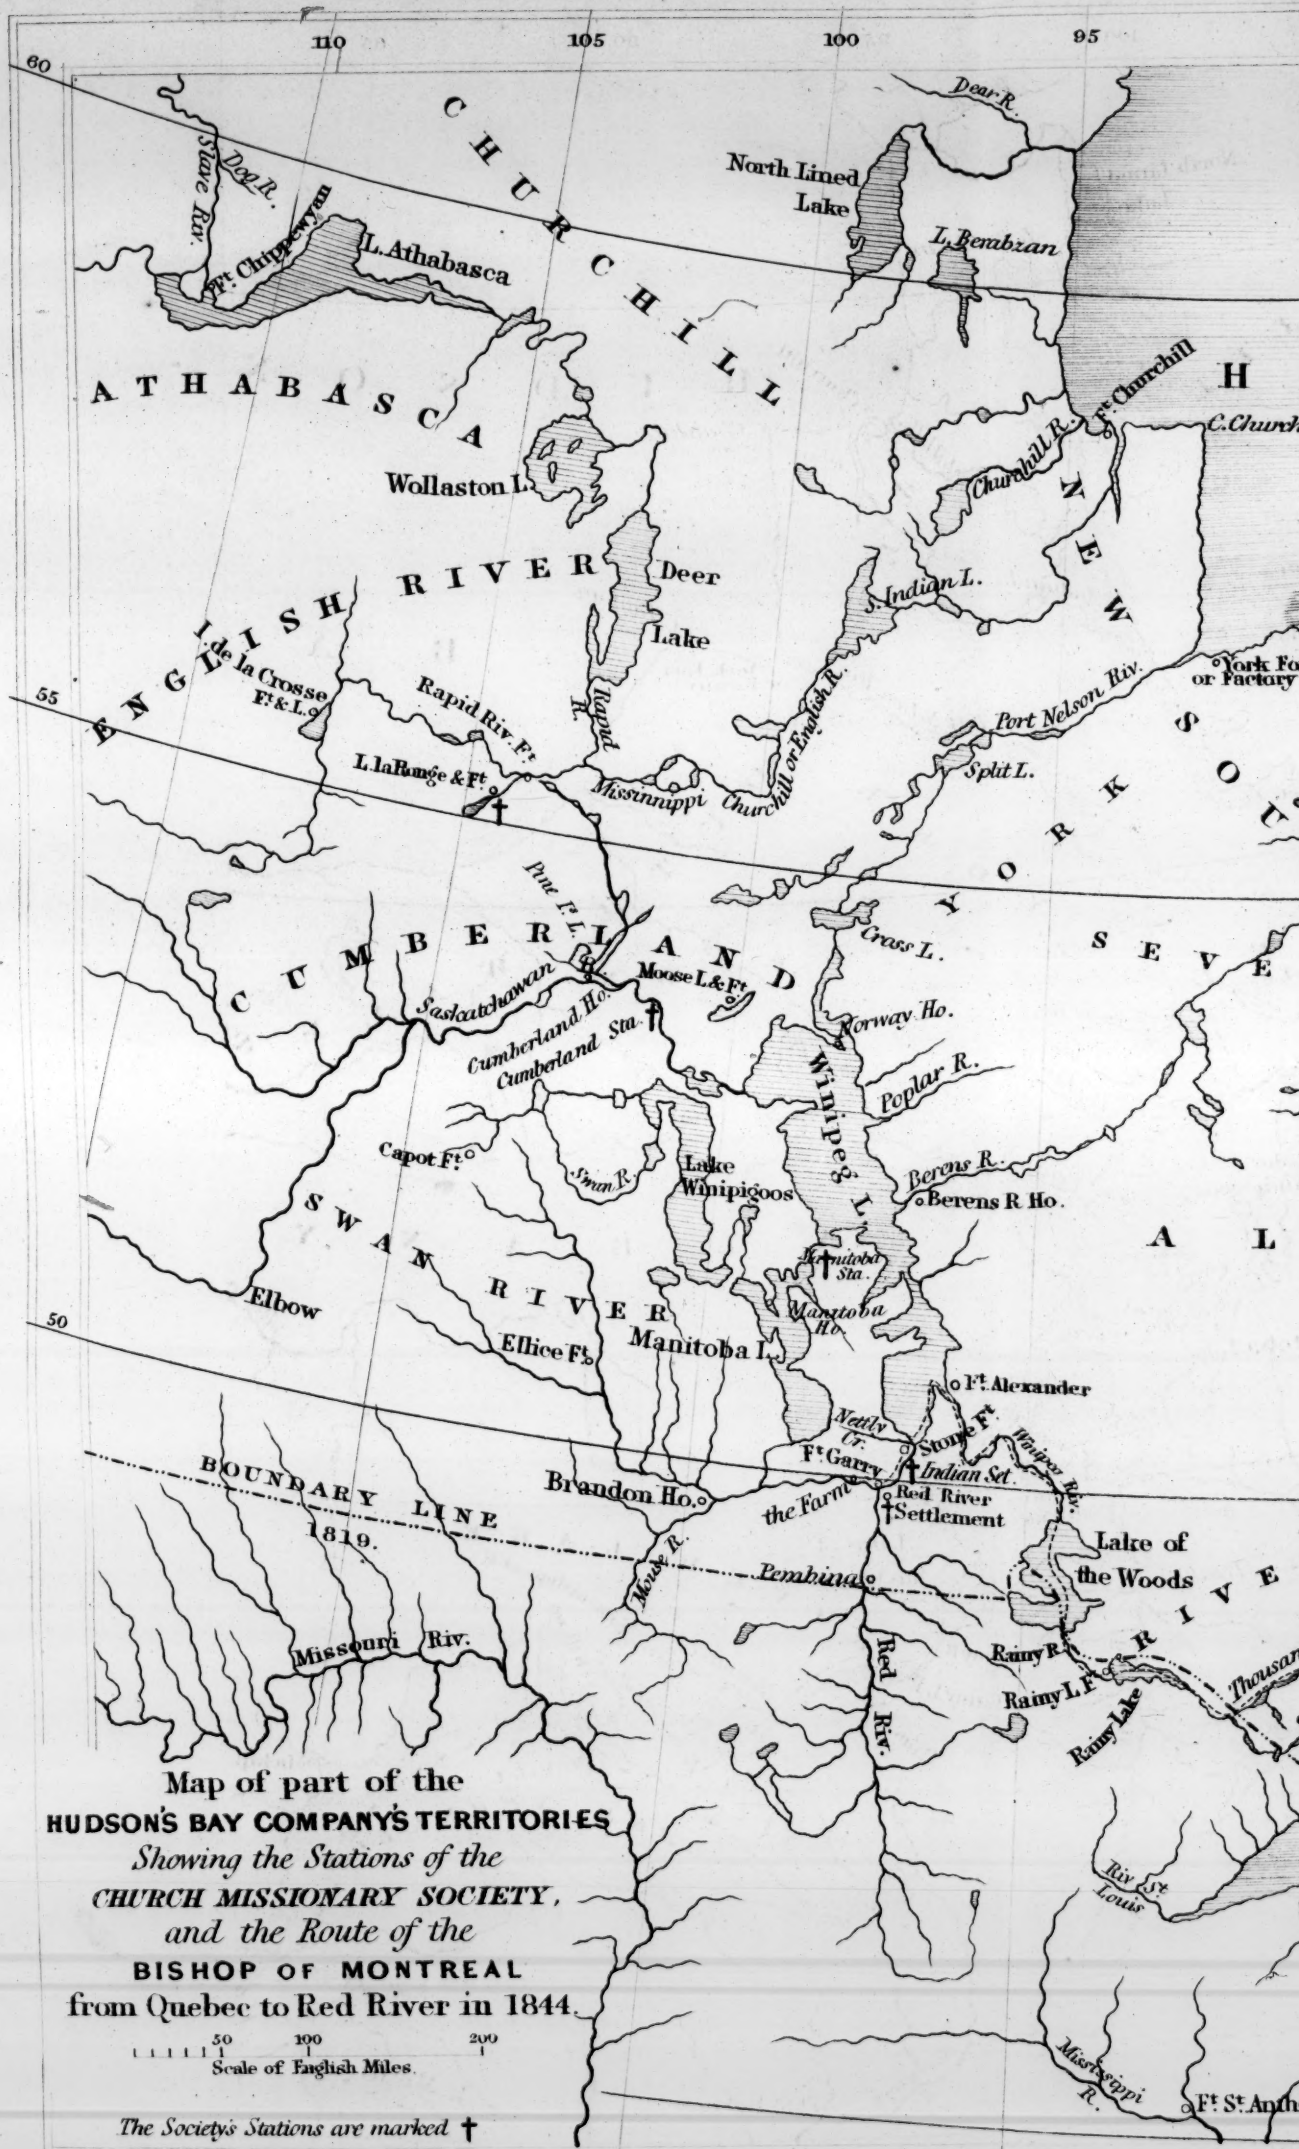 110
105
100
95
60
Dear R.
CHURCHILL
North Lined
Lake
Slave Riv.
Dog R.
Ft. Chippewyan
L. Athabasca
L. Berabzan
H
Ft. Churchill
C. Church
ATHABASCA
Wollaston L.
Churchill R.
NEW
ENGLISH RIVER
Deer
Lake
S. Indian L.
I. de la Crosse
Ft. & L.
York Fo
or Factory
55
Rapid Riv. Ft.
Rapid
R.
Port Nelson Riv.
SOU
L. la Ronge & Ft.
Missinnippi
Churchill or English R.
Split L.
YORK
Pine I. L.
CUMBERLAND
Cross L.
SEVE
Saskatchawan
R.
Moose L & Ft.
Cumberland Ho.
Cumberland Sta.
Norway Ho.
Winipeg L.
Poplar R.
Capot Ft.
Swan R.
Lake
Winipigoos
Berens R.
Berens R Ho.
SWAN RIVER
Manitoba
Sta.
AL
Elbow
Manitoba
Ho.
50
Ellice Ft.
Manitoba L.
Ft. Alexander
Nettly
Cr.
Stone Ft.
Winipeg Riv.
Ft. Garry
Indian Set.
BOUNDARY LINE
1819.
Brandon Ho.
the Farm
Red River
Settlement
Mouse R.
Pembina
Lake of
the Woods
RIVE
Missouri Riv.
Red Riv.
Rainy R.
Rainy L. Ft.
Rainy Lake
Thousan
Map of part of the
HUDSON'S BAY COMPANY'S TERRITORIES
Showing the Stations of the
CHURCH MISSIONARY SOCIETY,
and the Route of the
BISHOP OF MONTREAL
from Quebec to Red River in 1844.
Riv St.
Louis
50 100 200
Scale of English Miles.
Mississippi
R.
Ft. St. Anth
The Society's Stations are marked †